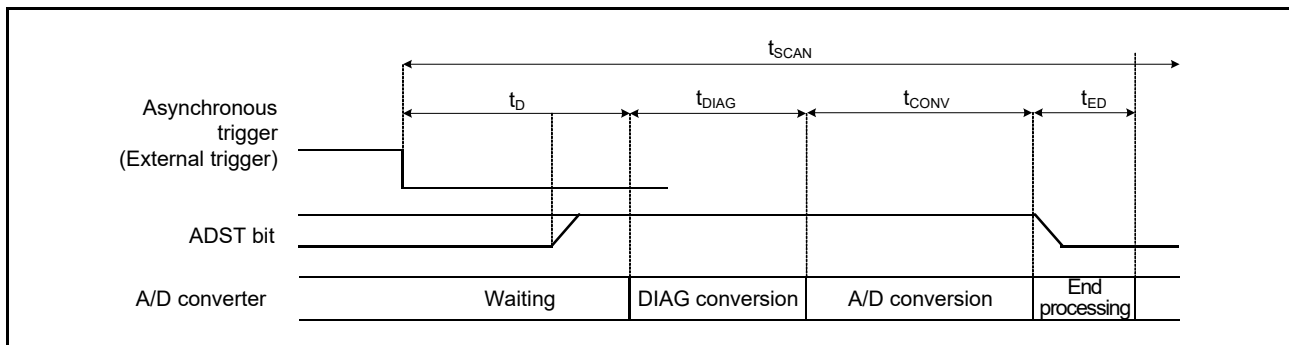 tSCAN
tD
tDIAG
tCONV
tED
Asynchronous
trigger
(External trigger)
ADST bit
A/D converter
Waiting
DIAG conversion
A/D conversion
End
processing